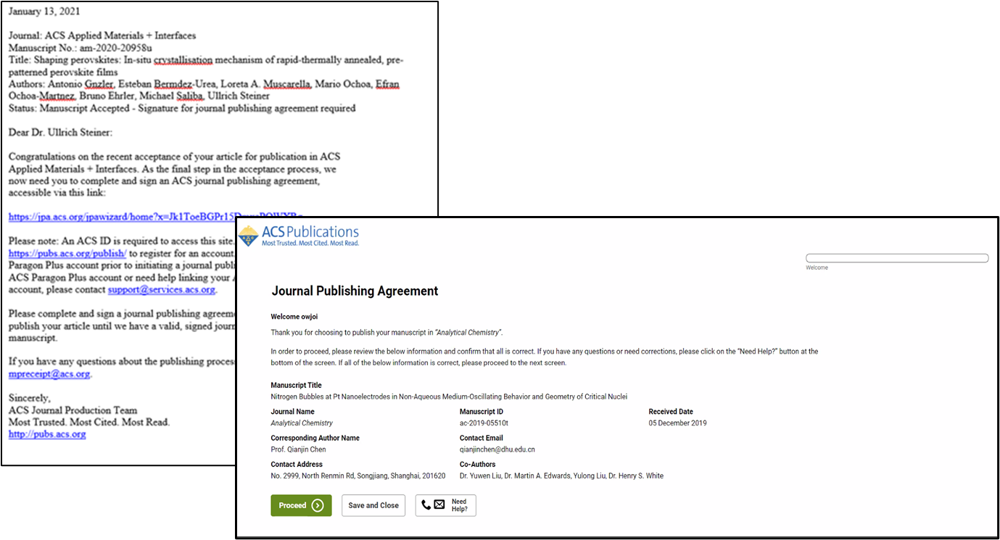 January 13, 2021
Journal: ACS Applied Materials + Interfaces
Manuscript No.: am-2020-20958u
Title: Shaping perovskites: In-situ crystallisation mechanism of rapid-thermally annealed, pre-
patterned perovskite films
Authors: Antonio Gnzler, Esteban Bermdez-Urea, Loreta A. Muscarella, Mario Ochoa, Efran
Ochoa-Martnez, Bruno Ehrler, Michael Saliba, Ullrich Steiner
Status: Manuscript Accepted - Signature for journal publishing agreement required
Dear Dr. Ullrich Steiner:
Congratulations on the recent acceptance of your article for publication in ACS
Applied Materials + Interfaces. As the final step in the acceptance process, we
now need you to complete and sign an ACS journal publishing agreement,
accessible via this link:
https://jpa.acs.org/jpawizard/home?x=Jk1ToeBGPr15
Please note: An ACS ID is required to access this site.
https://pubs.acs.org/publish/ to register for an account.
Paragon Plus account prior to initiating a journal publi
ACS Paragon Plus account or need help linking your
account, please contact support@services.acs.org.
Please complete and sign a journal publishing agreeme
publish your article until we have a valid, signed journ
manuscript.
If you have any questions about the publishing proces
mpreceipt@acs.org.
Sincerely,
ACS Journal Production Team
Most Trusted. Most Cited. Most Read.
http://pubs.acs.org
ACS Publications
Most Trusted. Most Cited. Most Read.
Welcome
Journal Publishing Agreement
Welcome owjoi
Thank you for choosing to publish your manuscript in "Analytical Chemistry".
In order to proceed, please review the below information and confirm that all is correct. If you have any questions or need corrections, please click on the "Need Help?" button at the
bottom of the screen. If all of the below information is correct, please proceed to the next screen.
Manuscript Title
Nitrogen Bubbles at Pt Nanoelectrodes in Non-Aqueous Medium-Oscillating Behavior and Geometry of Critical Nuclei
Journal Name Manuscript ID Received Date
Analytical Chemistry ac-2019-05510t 05 December 2019
Corresponding Author Name Contact Email
Prof. Qianjin Chen qianjinchen@dhu.edu.cn
Contact Address Co-Authors
No. 2999, North Renmin Rd, Songjiang, Shanghai, 201620 Dr. Yuwen Liu, Dr. Martin A. Edwards, Yulong Liu, Dr. Henry S. White
Proceed Save and Close Need
Help?